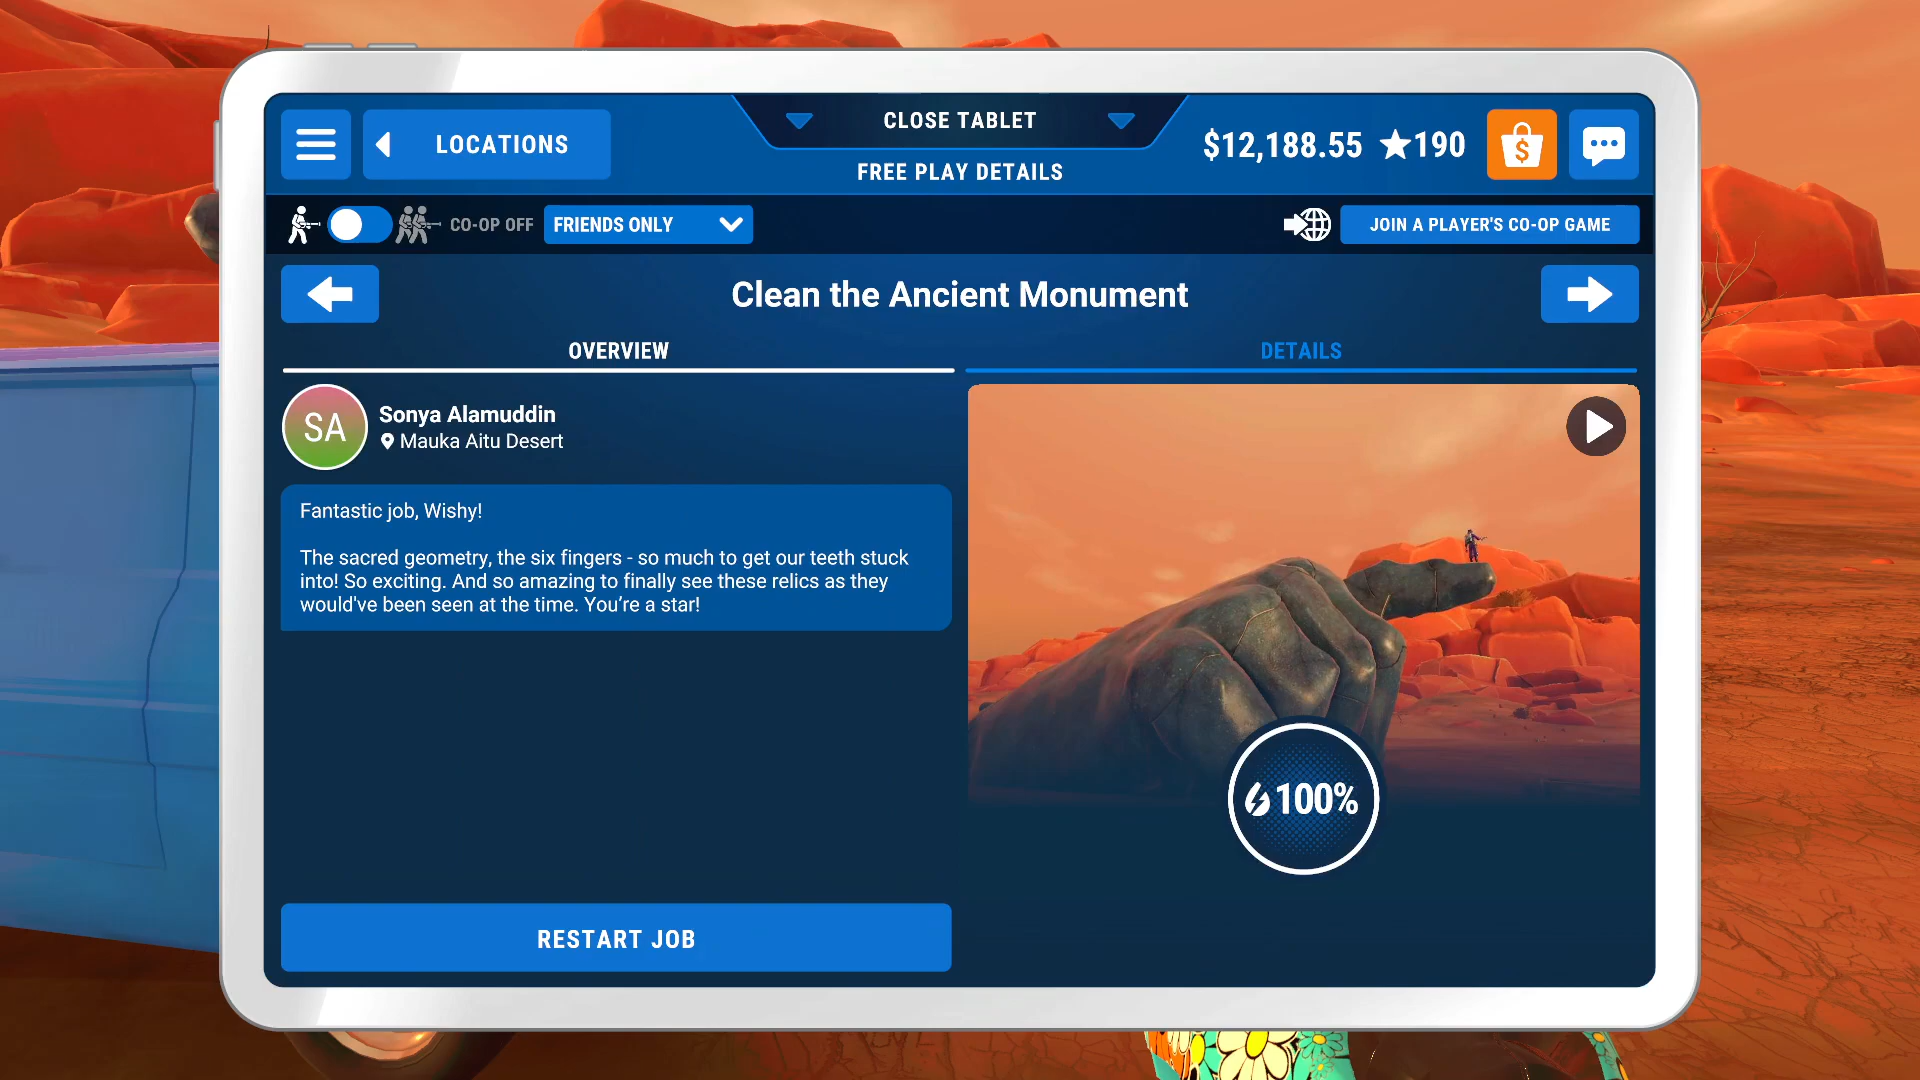 CLOSE TABLET
LOCATIONS
FREE PLAY DETAILS
$12,188.55 ★190
CO-OP OFF
FRIENDS ONLY
JOIN A PLAYER'S CO-OP GAME
Clean the Ancient Monument
OVERVIEW
DETAILS
SA
Sonya Alamuddin
Mauka Aitu Desert
Fantastic job, Wishy!
The sacred geometry, the six fingers - so much to get our teeth stuck
into! So exciting. And so amazing to finally see these relics as they
would've been seen at the time. You’re a star!
100%
RESTART JOB